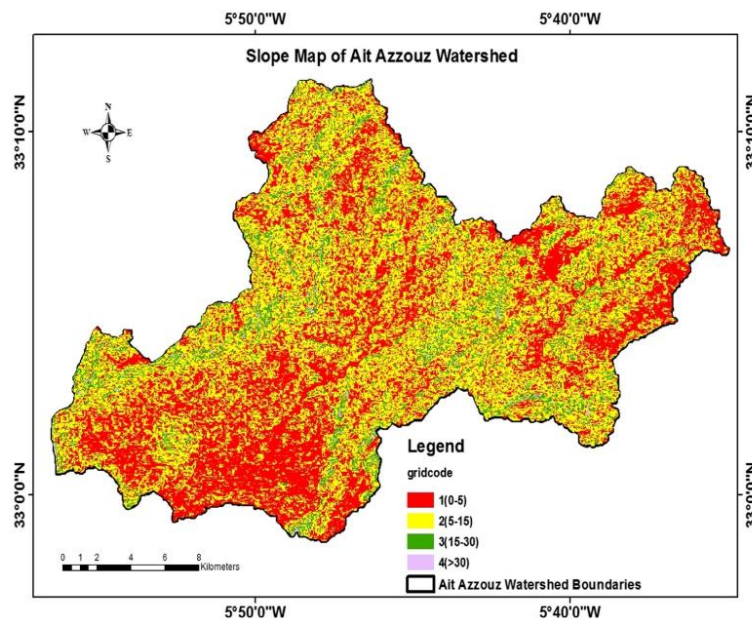 5°50'0"W 5°40'0"W
Slope Map of Ait Azzouz Watershed
N
W E
S
33°10'0"N 33°10'0"N
33°0'0"N 33°0'0"N
Legend
gridcode
1(0-5)
2(5-15)
3(15-30)
4(>30)
Ait Azzouz Watershed Boundaries
0 1 2 4 6 8
Kilometers
5°50'0"W 5°40'0"W